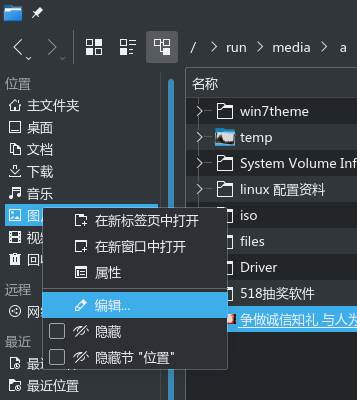 / > run > media > a
位置
名称
主文件夹
win7theme
桌面
temp
文档
System Volume Inf
下载
linux 配置资料
音乐
iso
图
在新标签页中打开
files
视
在新窗口中打开
Driver
回收
属性
518抽奖软件
远程
编辑...
争做诚信知礼 与人为
网
隐藏
最近
隐藏节 "位置"
最近
最近位置